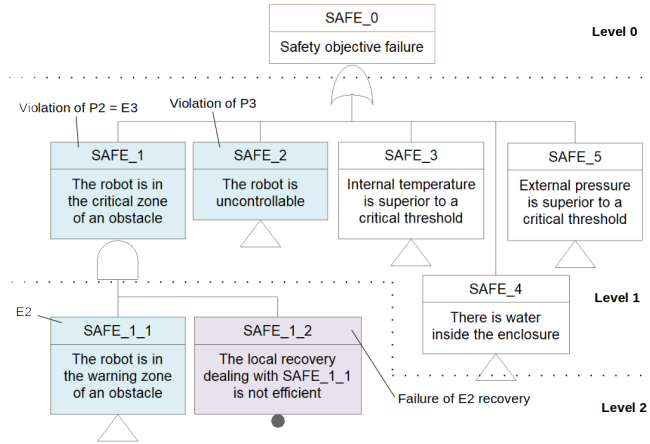 SAFE_0
Safety objective failure
Level 0
Violation of P2 = E3
Violation of P3
SAFE_1
The robot is in
the critical zone
of an obstacle
SAFE_2
The robot is
uncontrollable
SAFE_3
Internal temperature
is superior to a
critical threshold
SAFE_5
External pressure
is superior to a
critical threshold
SAFE_4
There is water
inside the enclosure
Level 1
E2
SAFE_1_1
The robot is in
the warning zone
of an obstacle
SAFE_1_2
The local recovery
dealing with SAFE_1_1
is not efficient
Failure of E2 recovery
Level 2